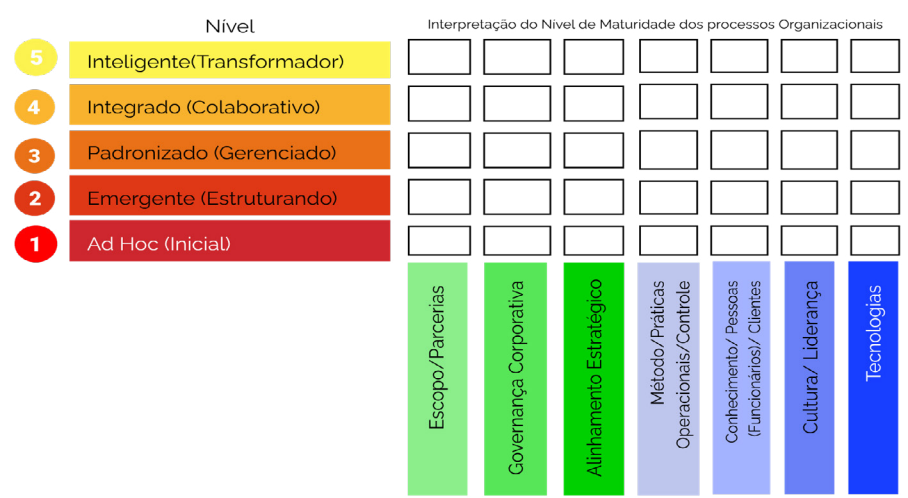 Nível
Interpretação do Nível de Maturidade dos processos Organizacionais
5
Inteligente(Transformador)
4
Integrado (Colaborativo)
3
Padronizado (Gerenciado)
2
Emergente (Estruturando)
1
Ad Hoc (Inicial)
Escopo/Parcerias
Governança Corporativa
Alinhamento Estratégico
Método/Práticas
Operacionais/Controle
Conhecimento/ Pessoas
(Funcionários)/ Clientes
Cultura/ Liderança
Tecnologias